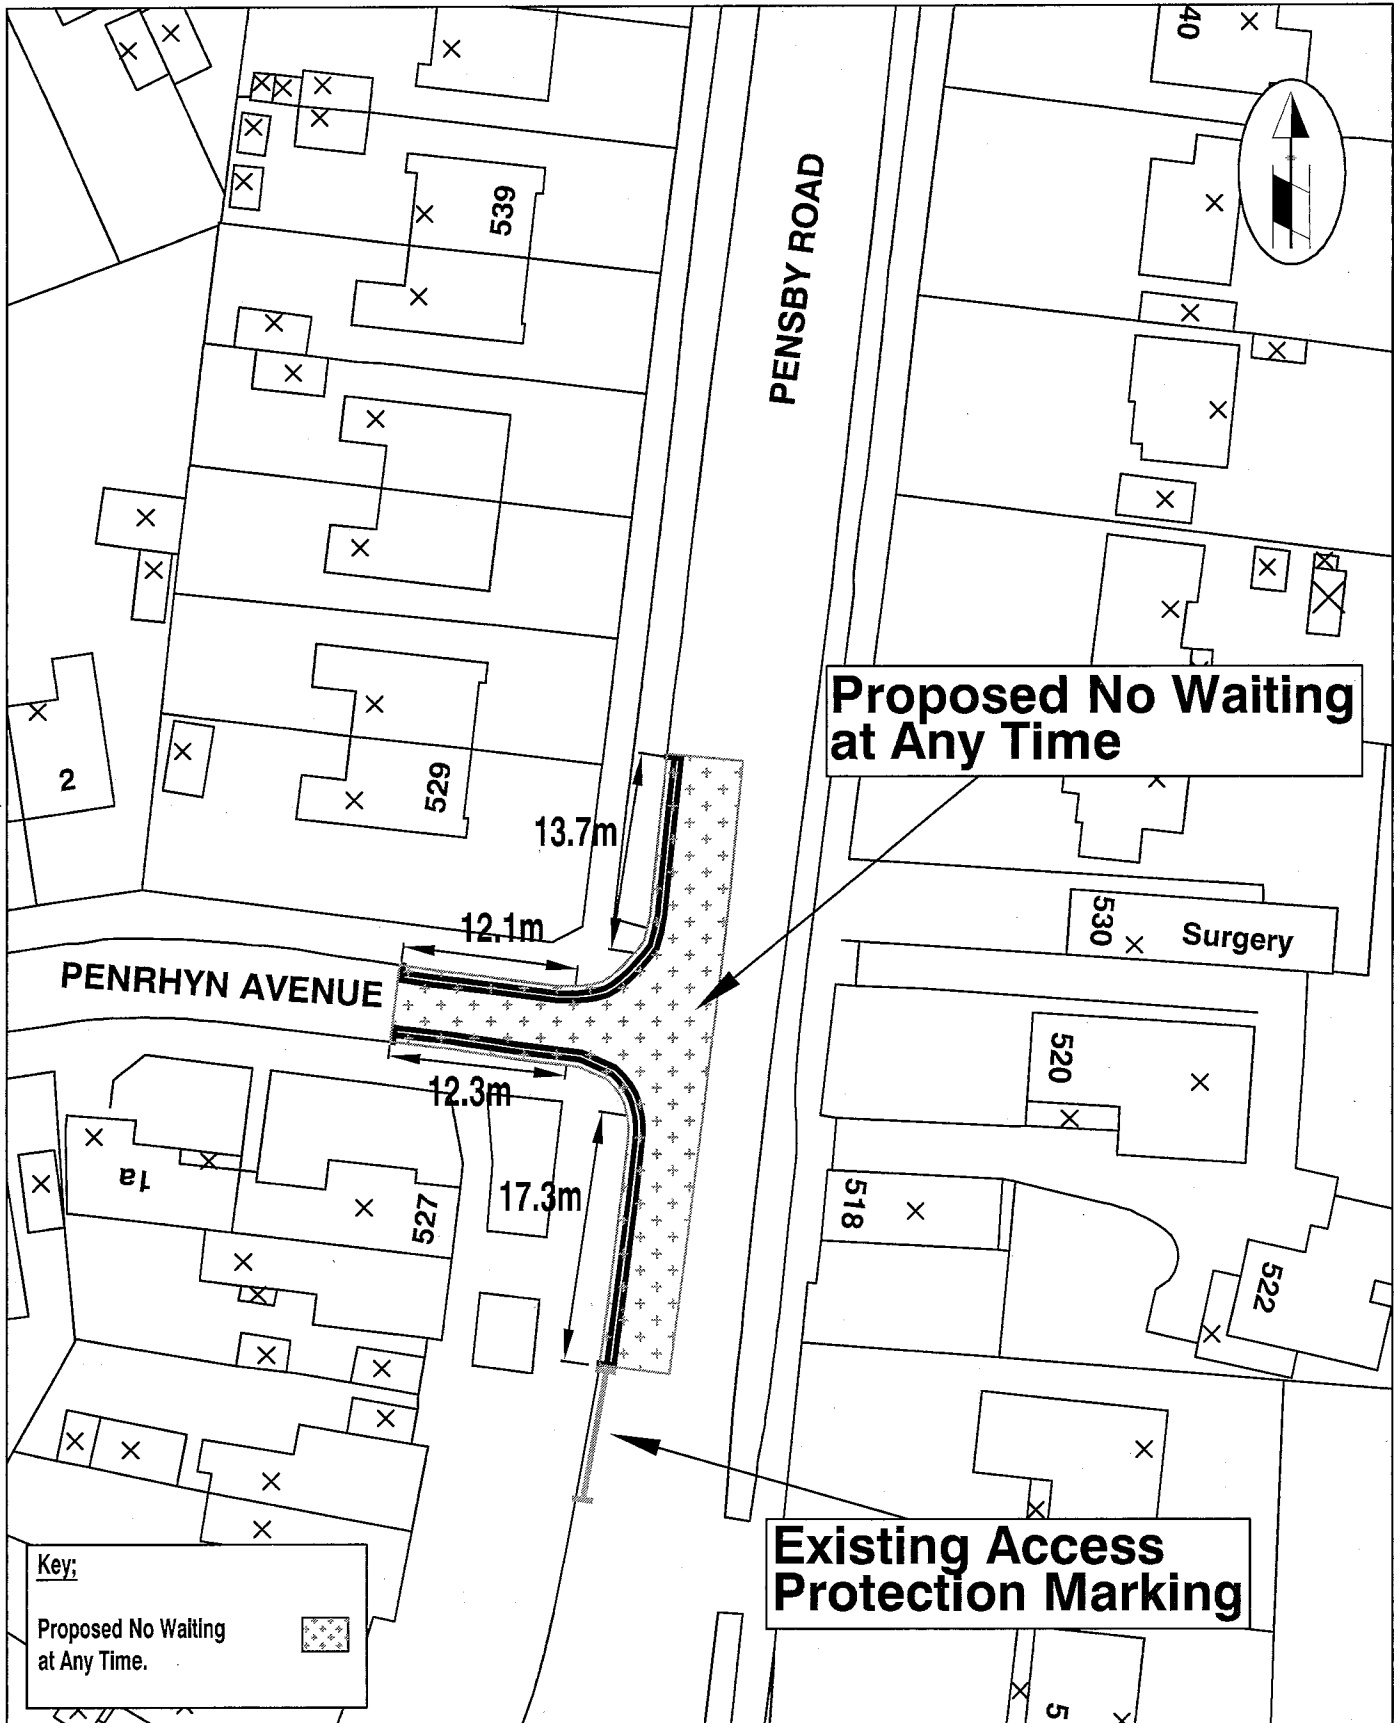 40
539
PENSBY ROAD
Proposed No Waiting
at Any Time
2
529
13.7m
12.1m
530
Surgery
PENRHYN AVENUE
520
12.3m
1a
527
17.3m
518
522
Existing Access
Protection Marking
Key;
Proposed No Waiting
at Any Time.
5